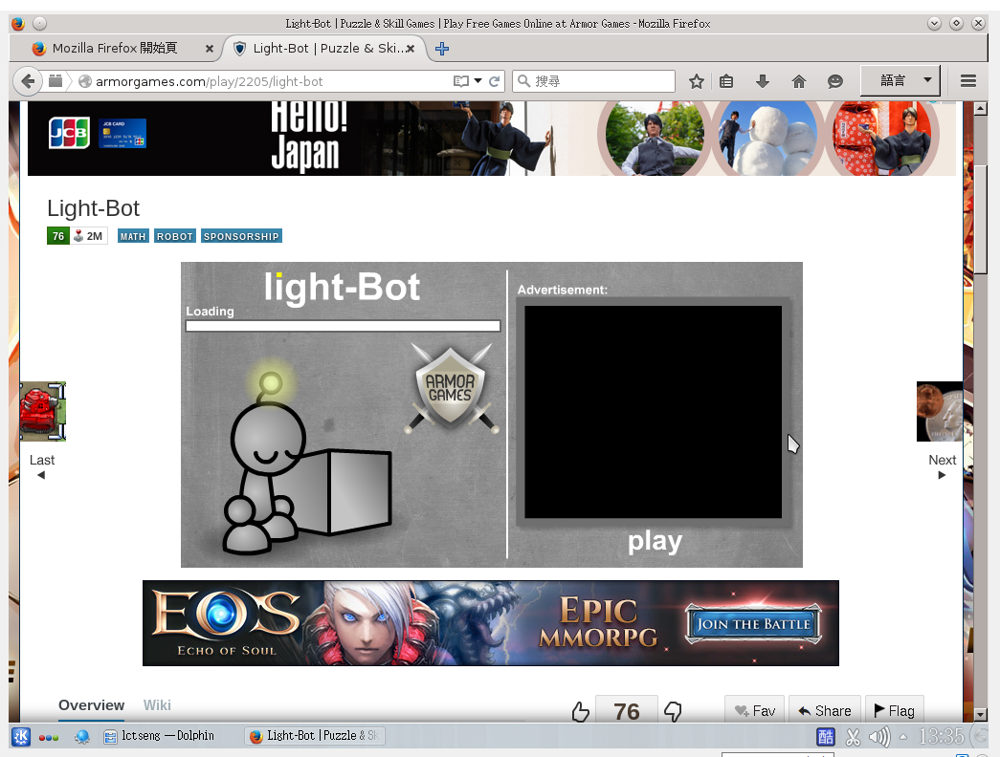 Light-Bot | Puzzle & Skill Games | Play Free Games Online at Armor Games - Mozilla Firefox
Mozilla Firefox 開始頁
Light-Bot | Puzzle & Ski...
armorgames.com/play/2205/light-bot
搜尋
語言
JCB
JCB CARD
Hello!
Japan
Light-Bot
76
2M
MATH
ROBOT
SPONSORSHIP
light-Bot
Loading
ARMOR
GAMES
Advertisement:
play
Last
Next
EOS
ECHO OF SOUL
EPIC
MMORPG
JOIN THE BATTLE
Overview
Wiki
76
Fav
Share
Flag
lctseng — Dolphin
Light-Bot | Puzzle & Sk
酷
13:35